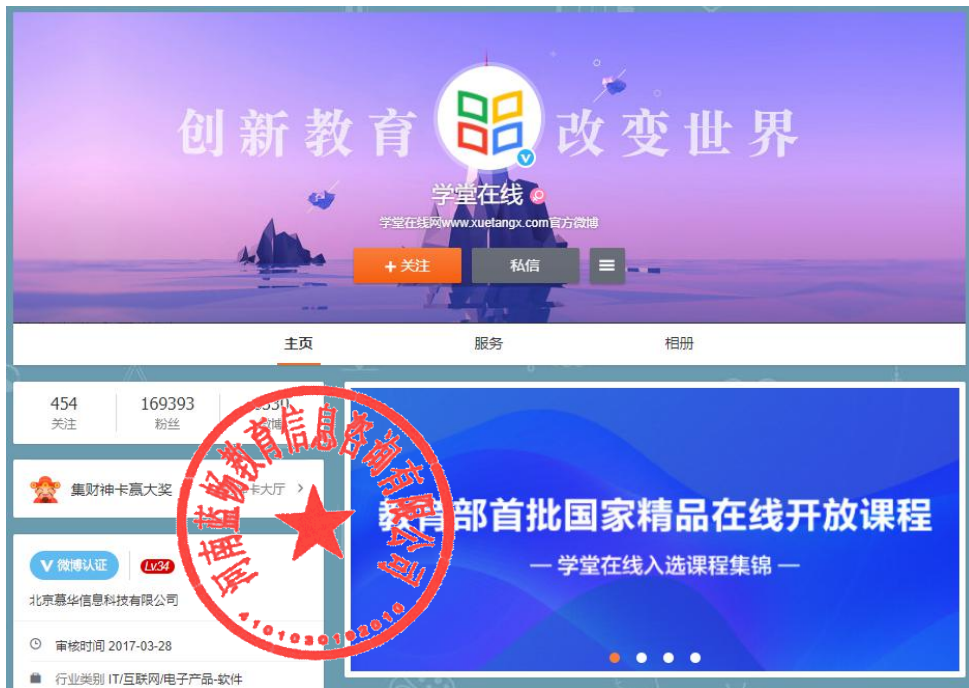 创新教育 改变世界
学堂在线
学堂在线网www.xuetangx.com官方微博
+关注 私信
主页 服务 相册
454 169393
关注 粉丝
集财神卡赢大奖
卡大厅 >
教育部首批国家精品在线开放课程
— 学堂在线入选课程集锦 —
V 微博认证 Lv34
北京慕华信息科技有限公司
审核时间 2017-03-28
行业类别 IT/互联网/电子产品-软件
河南蓝畅教育信息咨询有限公司